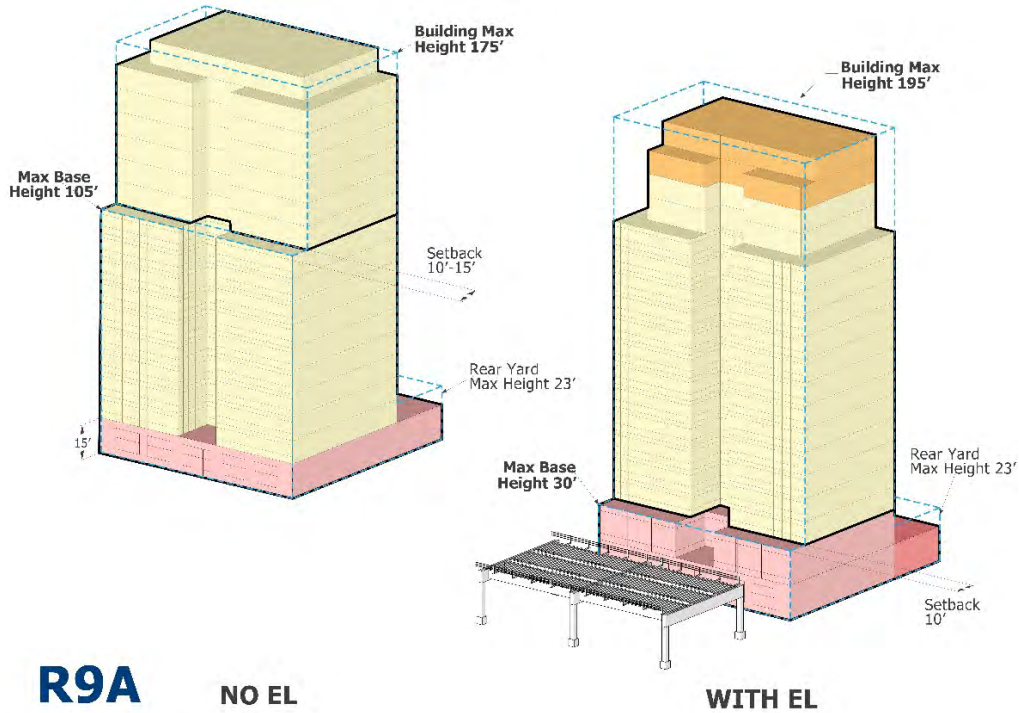 Building Max
Height 175′
Max Base
Height 105′
Setback
10′-15′
Rear Yard
Max Height 23′
15′
Building Max
Height 195′
Max Base
Height 30′
Rear Yard
Max Height 23′
Setback
10′
R9A
NO EL
WITH EL